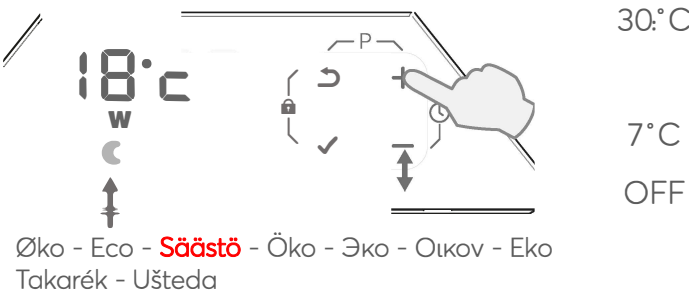 30:°C
P
18°c
W
7°C
OFF
Øko - Eco - Säästö - Öko - Эко - Οικον - Eko
Takarék - Ušteda